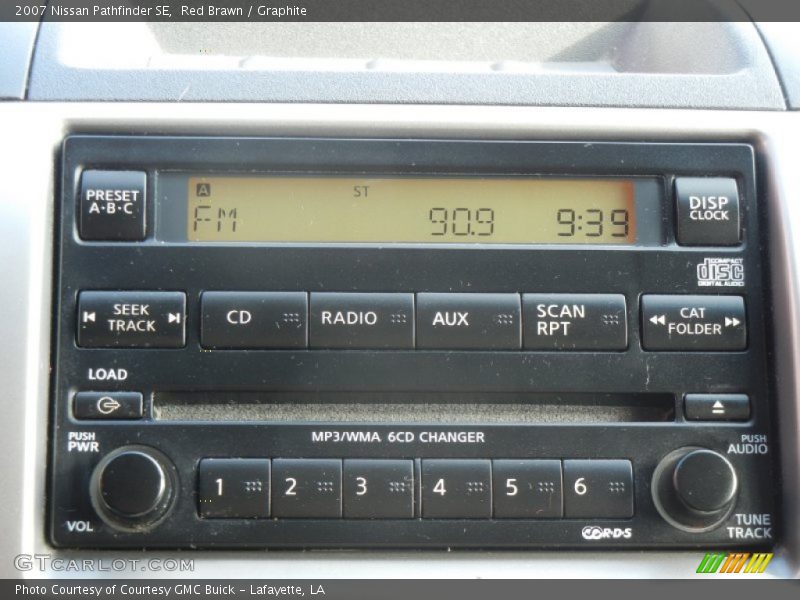 2007 Nissan Pathfinder SE,  Red Brawn / Graphite
PRESET
A·B·C
A
ST
FM
90.9
9:39
DISP
CLOCK
COMPACT
disc
DIGITAL AUDIO
SEEK
TRACK
CD
RADIO
AUX
SCAN
RPT
CAT
FOLDER
LOAD
MP3/WMA 6CD CHANGER
PUSH
PWR
VOL
1
2
3
4
5
6
PUSH
AUDIO
TUNE
TRACK
R·D·S
GTCARLOT.COM
Photo Courtesy of Courtesy GMC Buick - Lafayette, LA